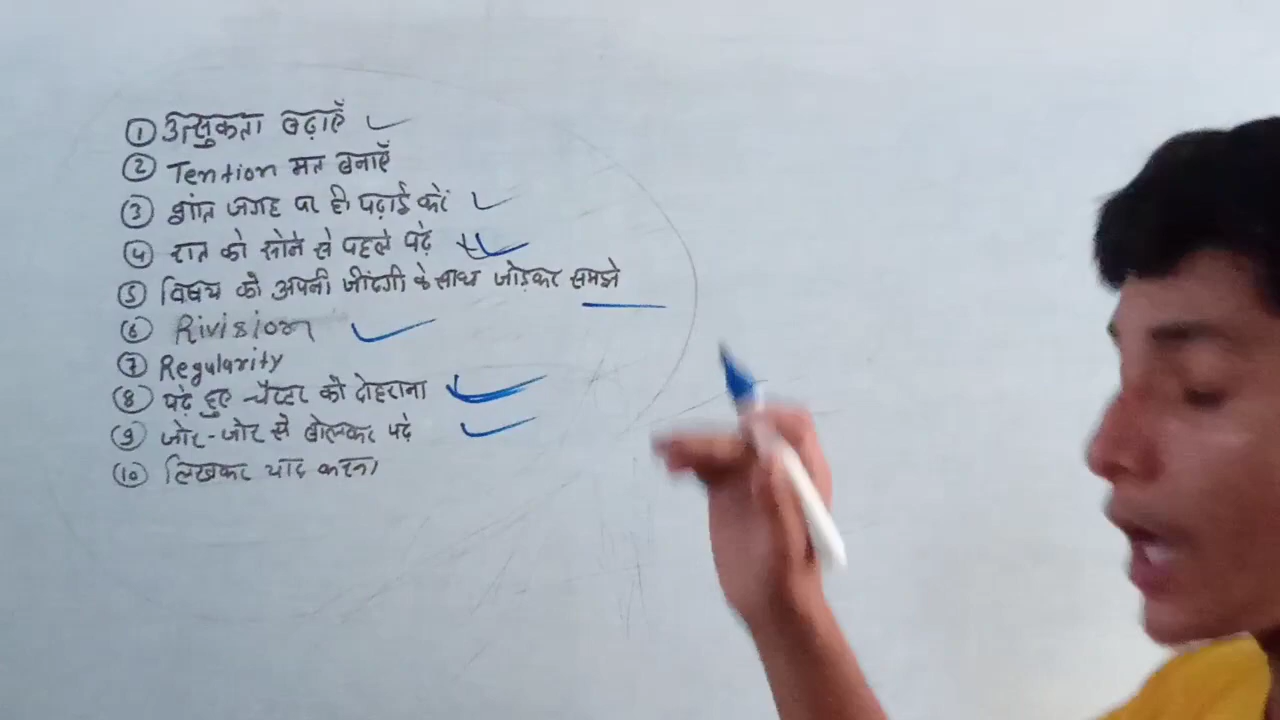 ① उत्सुकता बढ़ाएँ
② Tention मत बनाएँ
③ शांत जगह पर ही पढ़ाई करें
④ रात को सोने से पहले पढ़ें
⑤ विषय को अपनी जींदगी के साथ जोड़कर समझे
⑥ Rivision
⑦ Regularity
⑧ पढ़े हुए चैप्टर को दोहराना
⑨ जोर-जोर से बोलकर पढ़े
⑩ लिखकर याद करना